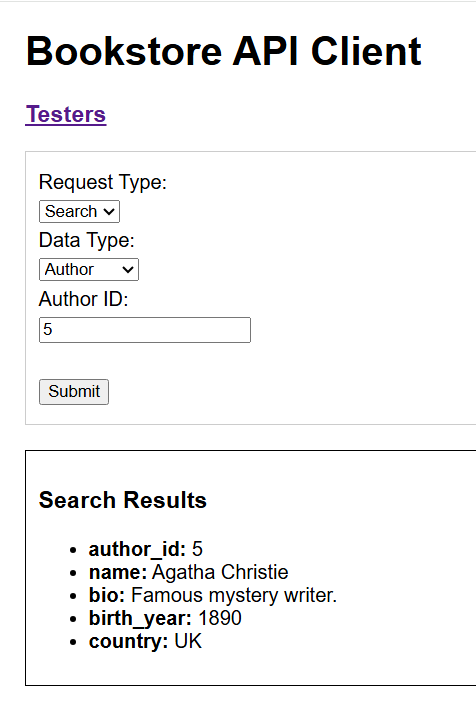 Bookstore API Client
Testers
Request Type:
Search
Data Type:
Author
Author ID:
5
Submit
Search Results
author_id: 5
name: Agatha Christie
bio: Famous mystery writer.
birth_year: 1890
country: UK